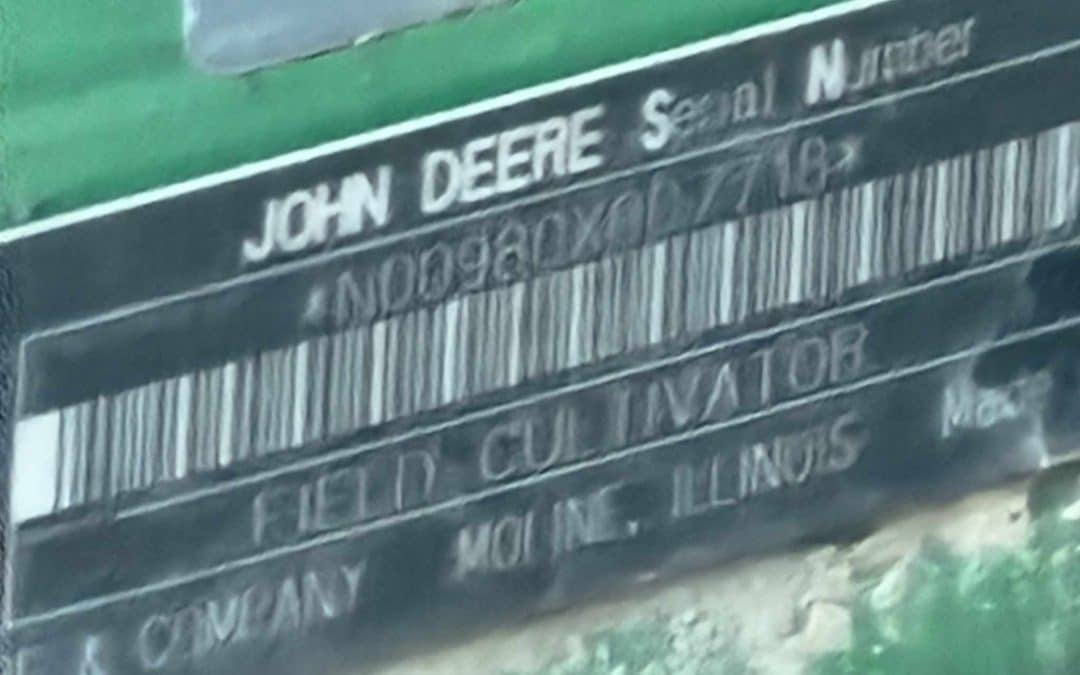 JOHN DEERE Serial Number
FIELD CULTIVATOR
& COMPANY MOLINE, ILLINOIS